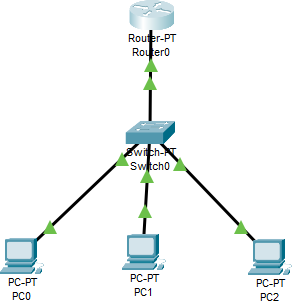 Router-PT
Router0
Switch-PT
Switch0
PC-PT
PC0
PC-PT
PC1
PC-PT
PC2